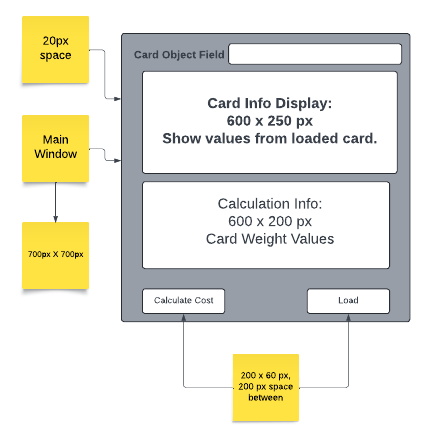 20px
space
Card Object Field
Card Info Display:
600 x 250 px
Show values from loaded card.
Main
Window
Calculation Info:
600 x 200 px
Card Weight Values
700px X 700px
Calculate Cost
Load
200 x 60 px,
200 px space
between